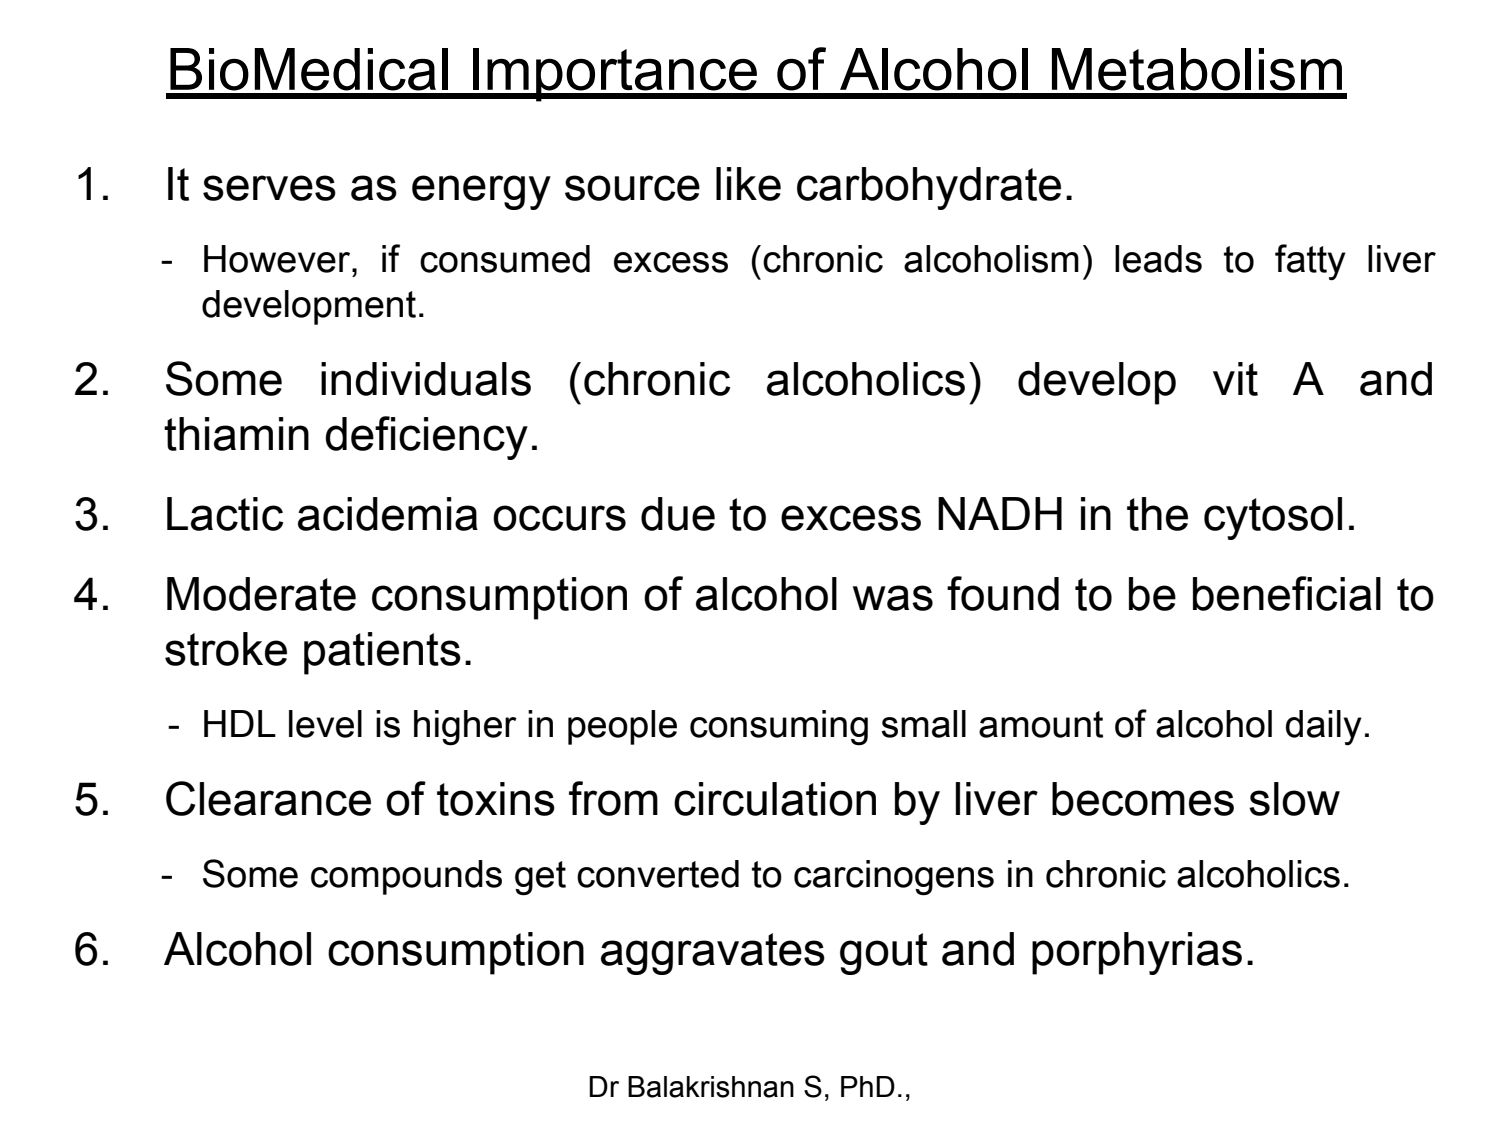 BioMedical Importance of Alcohol Metabolism
1. It serves as energy source like carbohydrate.
- However, if consumed excess (chronic alcoholism) leads to fatty liver
development.
2. Some individuals (chronic alcoholics) develop vit A and
thiamin deficiency.
3. Lactic acidemia occurs due to excess NADH in the cytosol.
4. Moderate consumption of alcohol was found to be beneficial to
stroke patients.
- HDL level is higher in people consuming small amount of alcohol daily.
5. Clearance of toxins from circulation by liver becomes slow
- Some compounds get converted to carcinogens in chronic alcoholics.
6. Alcohol consumption aggravates gout and porphyrias.
Dr Balakrishnan S, PhD.,